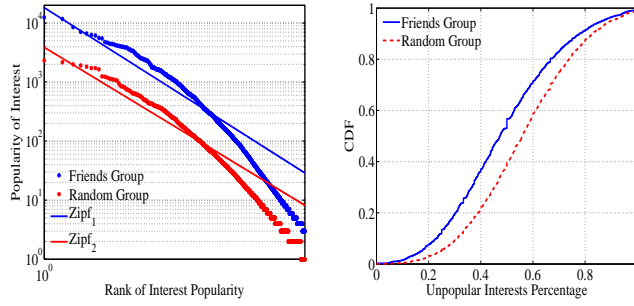 10^4
10^3
10^2
10^1
10^0
10^0
Popularity of Interest
Rank of Interest Popularity
Friends Group
Random Group
Zipf_1
Zipf_2
1
0.8
0.6
0.4
0.2
0
0
0.2
0.4
0.6
0.8
CDF
Unpopular Interests Percentage
Friends Group
Random Group